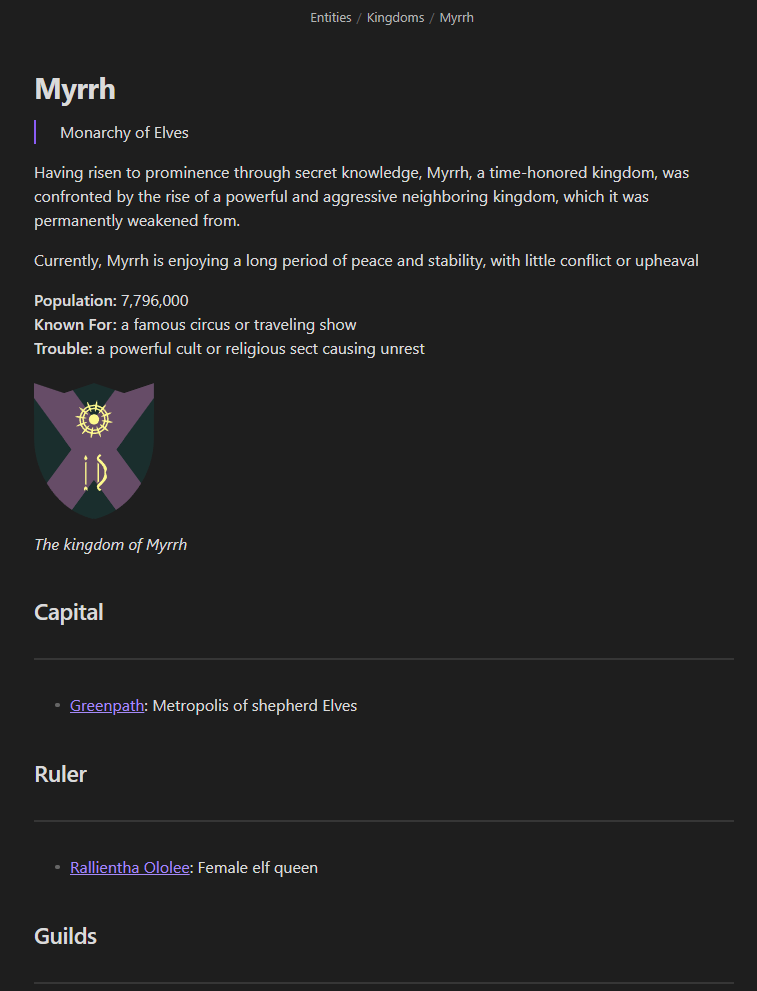 Entities / Kingdoms / Myrrh
Myrrh
Monarchy of Elves
Having risen to prominence through secret knowledge, Myrrh, a time-honored kingdom, was
confronted by the rise of a powerful and aggressive neighboring kingdom, which it was
permanently weakened from.
Currently, Myrrh is enjoying a long period of peace and stability, with little conflict or upheaval
Population: 7,796,000
Known For: a famous circus or traveling show
Trouble: a powerful cult or religious sect causing unrest
The kingdom of Myrrh
Capital
Greenpath: Metropolis of shepherd Elves
Ruler
Rallientha Ololee: Female elf queen
Guilds